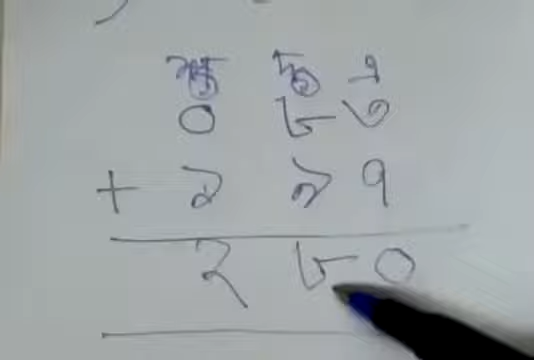 ০ ৮ ৩
+ ১ ৯ ৭
২ ৮ ০